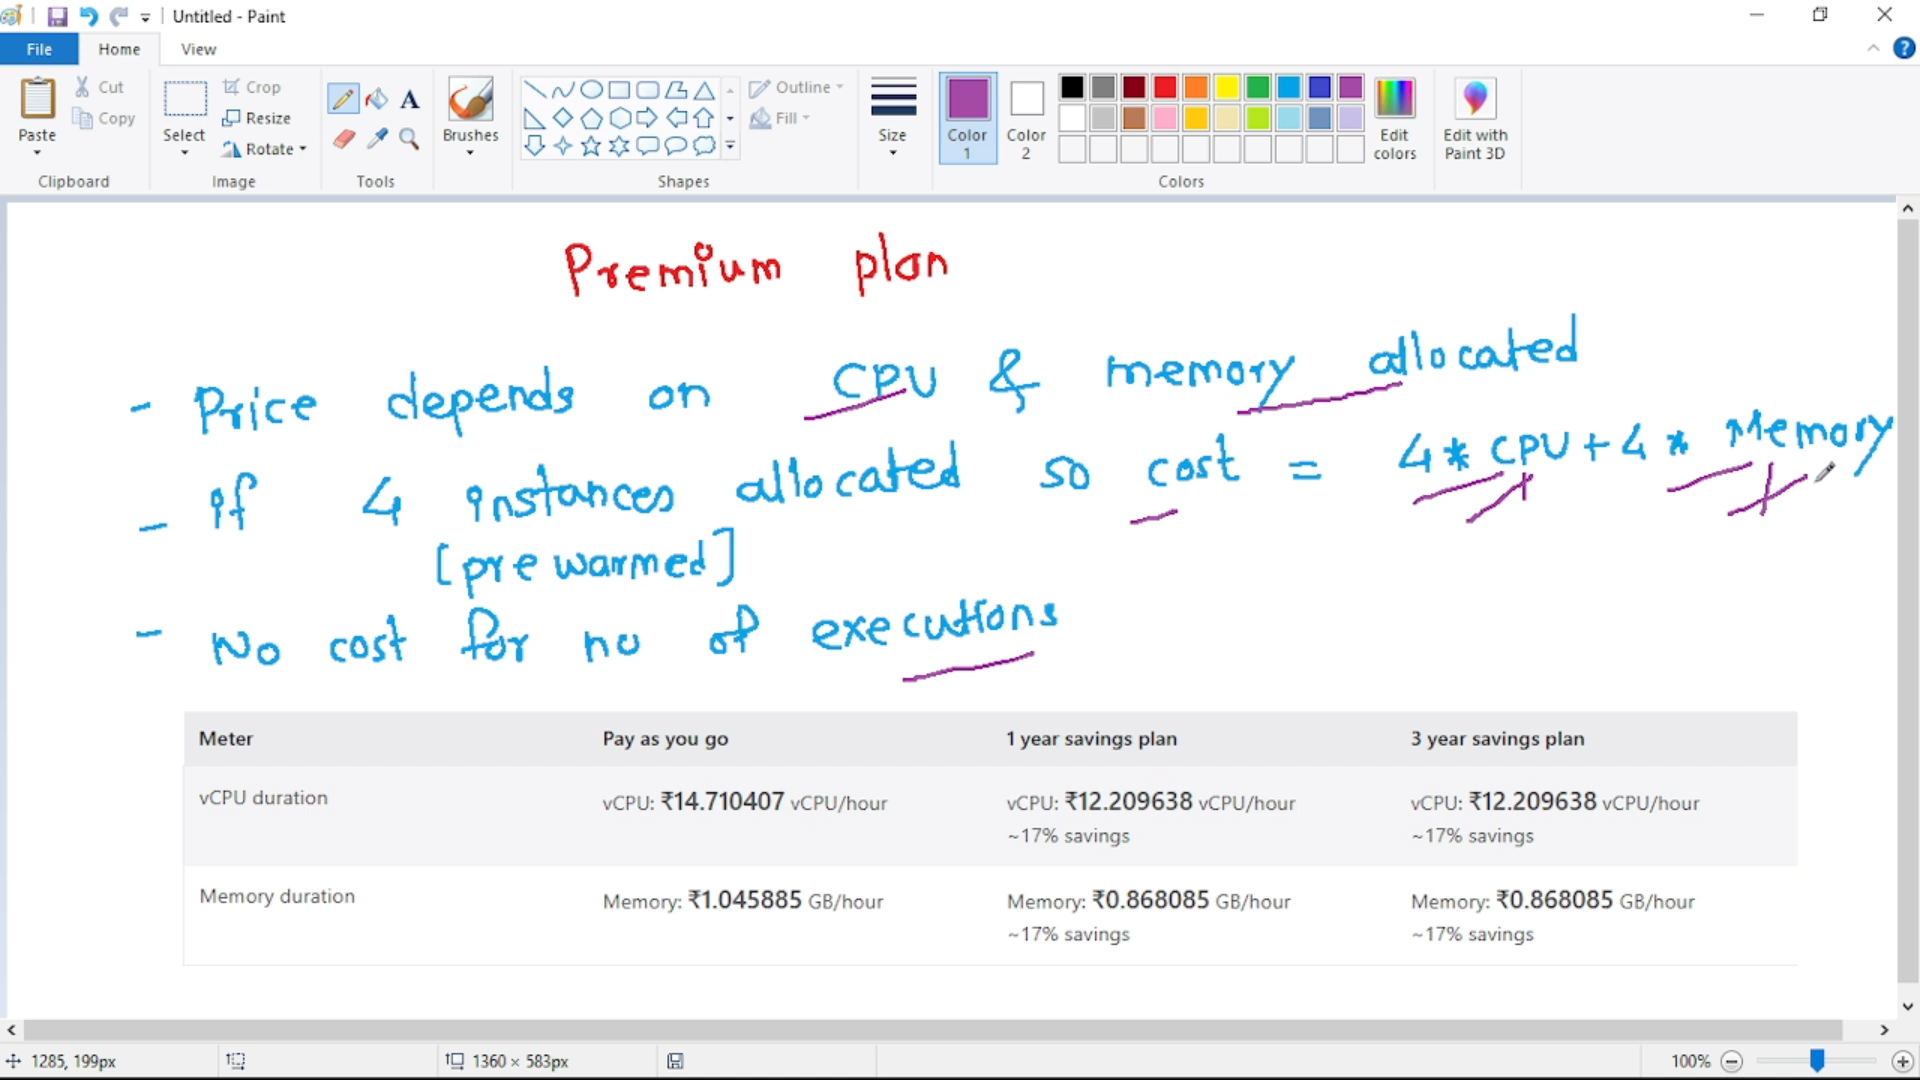 Untitled - Paint
File Home View
Paste Cut Copy Clipboard
Select Crop Resize Rotate Image
A Tools
Brushes
Outline Fill Shapes
Size
Color 1 Color 2 Edit colors Edit with Paint 3D Colors
Premium plan
- Price depends on CPU & memory allocated
- if 4 instances allocated so cost = 4 * CPU + 4 * Memory
[pre warmed]
- No cost for no of executions
Meter Pay as you go 1 year savings plan 3 year savings plan
vCPU duration vCPU: ₹14.710407 vCPU/hour vCPU: ₹12.209638 vCPU/hour vCPU: ₹12.209638 vCPU/hour
~17% savings ~17% savings
Memory duration Memory: ₹1.045885 GB/hour Memory: ₹0.868085 GB/hour Memory: ₹0.868085 GB/hour
~17% savings ~17% savings
1285, 199px 1360 × 583px 100%